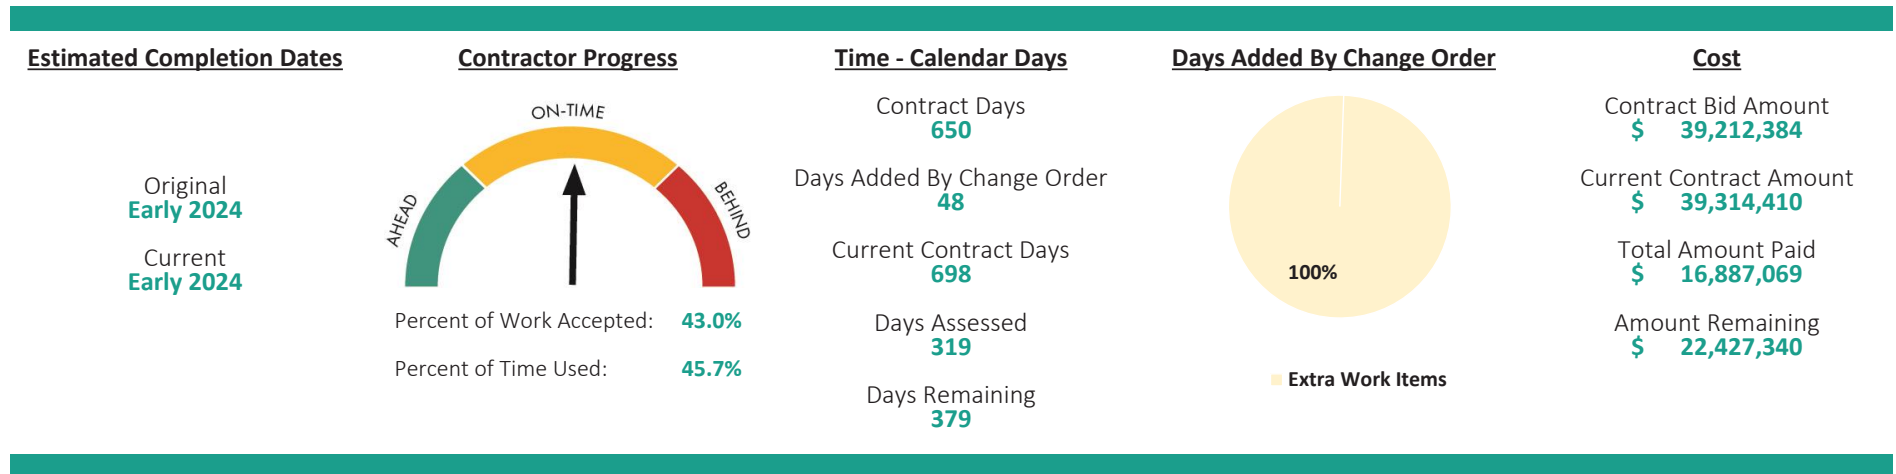 Estimated Completion Dates
Original
Early 2024
Current
Early 2024
Contractor Progress
ON-TIME
AHEAD
BEHIND
Percent of Work Accepted: 43.0%
Percent of Time Used: 45.7%
Time - Calendar Days
Contract Days
650
Days Added By Change Order
48
Current Contract Days
698
Days Assessed
319
Days Remaining
379
Days Added By Change Order
100%
Extra Work Items
Cost
Contract Bid Amount
$ 39,212,384
Current Contract Amount
$ 39,314,410
Total Amount Paid
$ 16,887,069
Amount Remaining
$ 22,427,340